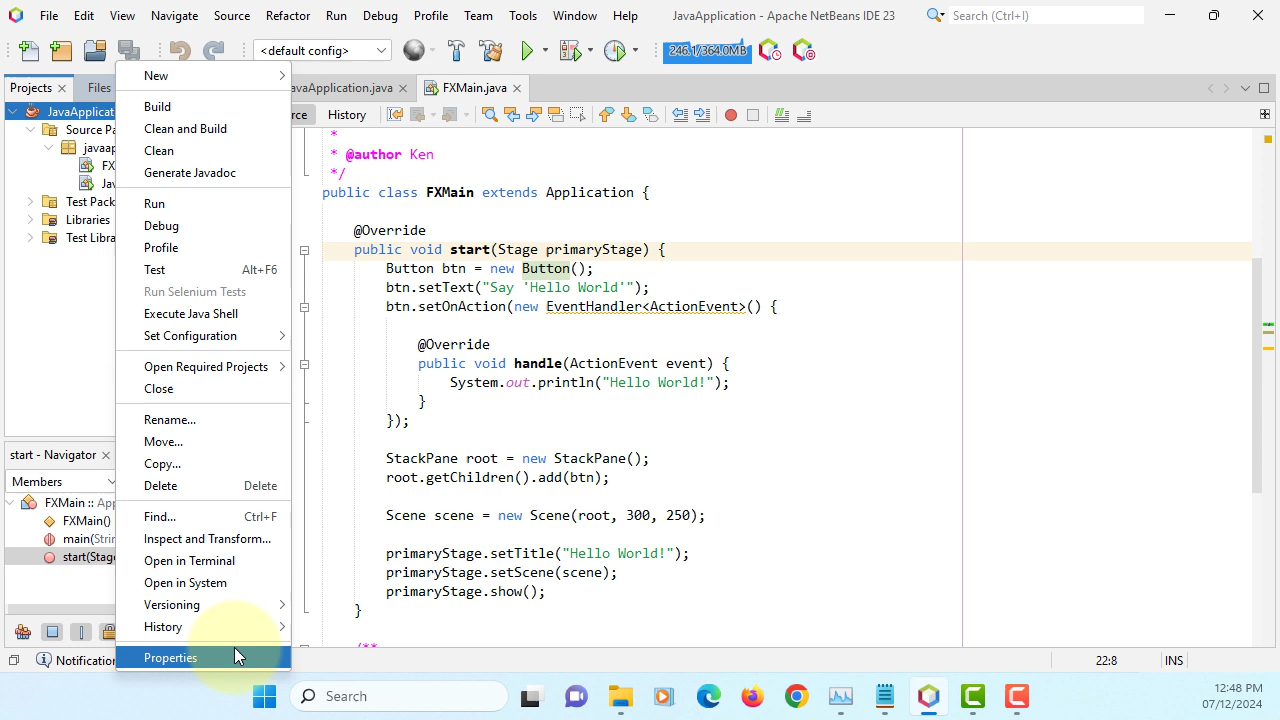 File Edit View Navigate Source Refactor Run Debug Profile Team Tools Window Help JavaApplication - Apache NetBeans IDE 23 Search (Ctrl+I)
<default config> 246.1/364.0MB
Projects Files avaApplication.java FXMain.java
JavaApplicat
Source Pa
javaap
FX
Jav
Test Pack
Libraries
Test Libra
New
Build
Clean and Build
Clean
Generate Javadoc
Run
Debug
Profile
Test Alt+F6
Run Selenium Tests
Execute Java Shell
Set Configuration
Open Required Projects
Close
Rename...
Move...
Copy...
Delete Delete
Find... Ctrl+F
Inspect and Transform...
Open in Terminal
Open in System
Versioning
History
Properties
rce History
*
* @author Ken
*/
public class FXMain extends Application {
@Override
public void start(Stage primaryStage) {
Button btn = new Button();
btn.setText("Say 'Hello World'");
btn.setOnAction(new EventHandler<ActionEvent>() {
@Override
public void handle(ActionEvent event) {
System.out.println("Hello World!");
}
});
StackPane root = new StackPane();
root.getChildren().add(btn);
Scene scene = new Scene(root, 300, 250);
primaryStage.setTitle("Hello World!");
primaryStage.setScene(scene);
primaryStage.show();
}
/**
start - Navigator
Members
FXMain :: App
FXMain()
main(Strin
start(Stage
Notification
22:8 INS
Search
12:48 PM
07/12/2024